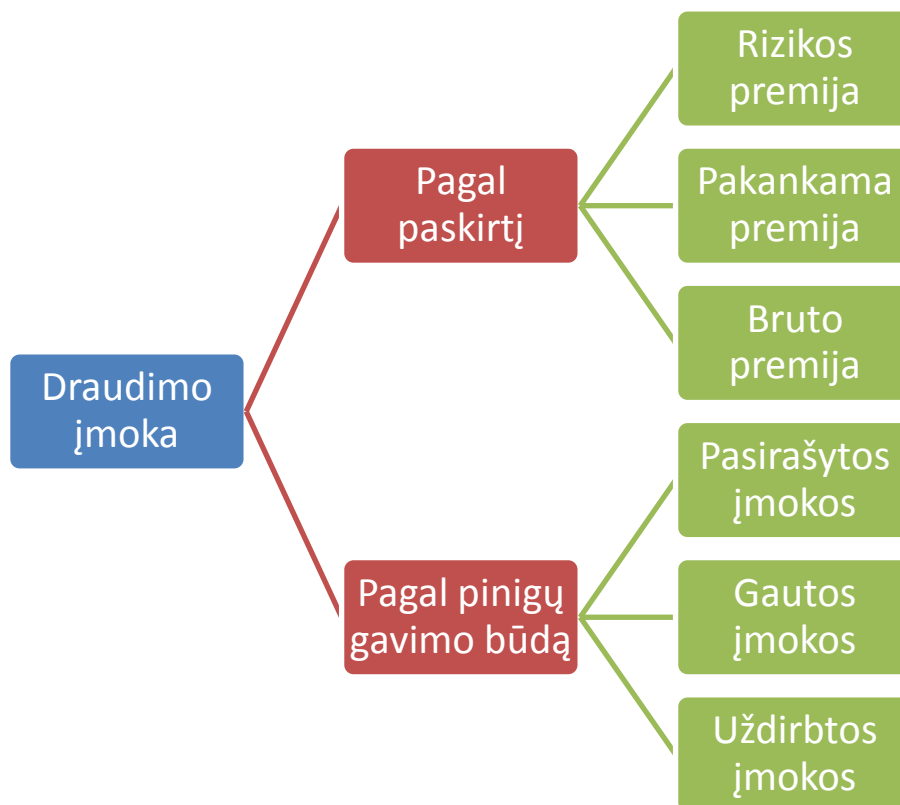 Draudimo
įmoka
Pagal
paskirtį
Rizikos
premija
Pakankama
premija
Bruto
premija
Pagal pinigų
gavimo būdą
Pasirašytos
įmokos
Gautos
įmokos
Uždirbtos
įmokos